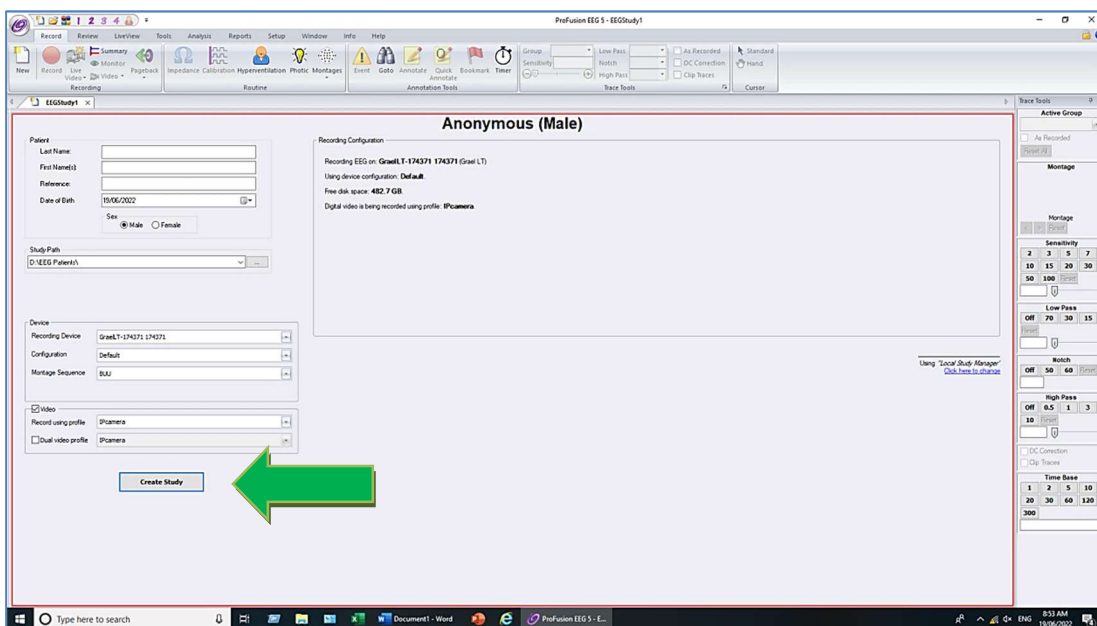 1 2 3 4
ProFusion EEG 5 - EEGStudy1
Record Review LiveView Tools Analysis Reports Setup Window Info Help
New Record Live Video Summary Monitor Video Pageback Impedance Calibration Hyperventilation Photic Montages Event Goto Annotate Quick Annotate Bookmark Timer
Group Low Pass As Recorded Standard
Sensitivity Notch DC Correction Hand
High Pass Clip Traces
Recording Routine Annotation Tools Trace Tools Cursor
EEGStudy1
Anonymous (Male)
Patient
Last Name:
First Name(s):
Reference:
Date of Birth 19/06/2022
Sex
Male Female
Study Path
D:\EEG Patients\
...
Recording Configuration
Recording EEG on: GraelLT-174371 174371 (Grael LT)
Using device configuration: Default.
Free disk space: 482.7 GB.
Digital video is being recorded using profile: IPcamera.
Device
Recording Device GraelLT-174371 174371
Configuration Default
Montage Sequence BUU
Video
Record using profile IPcamera
Dual video profile IPcamera
Create Study
Using "Local Study Manager"
Click here to change
Trace Tools
Active Group
As Recorded
Reset All
Montage
Montage
< > Reset
Sensitivity
2 3 5 7
10 15 20 30
50 100 Reset
Low Pass
Off 70 30 15
Reset
Notch
Off 50 60 Reset
High Pass
Off 0.5 1 3
10 Reset
DC Correction
Clip Traces
Time Base
1 2 5 10
20 30 60 120
300
Type here to search
Document1 - Word
ProFusion EEG 5 - E...
ENG
8:53 AM
19/06/2022